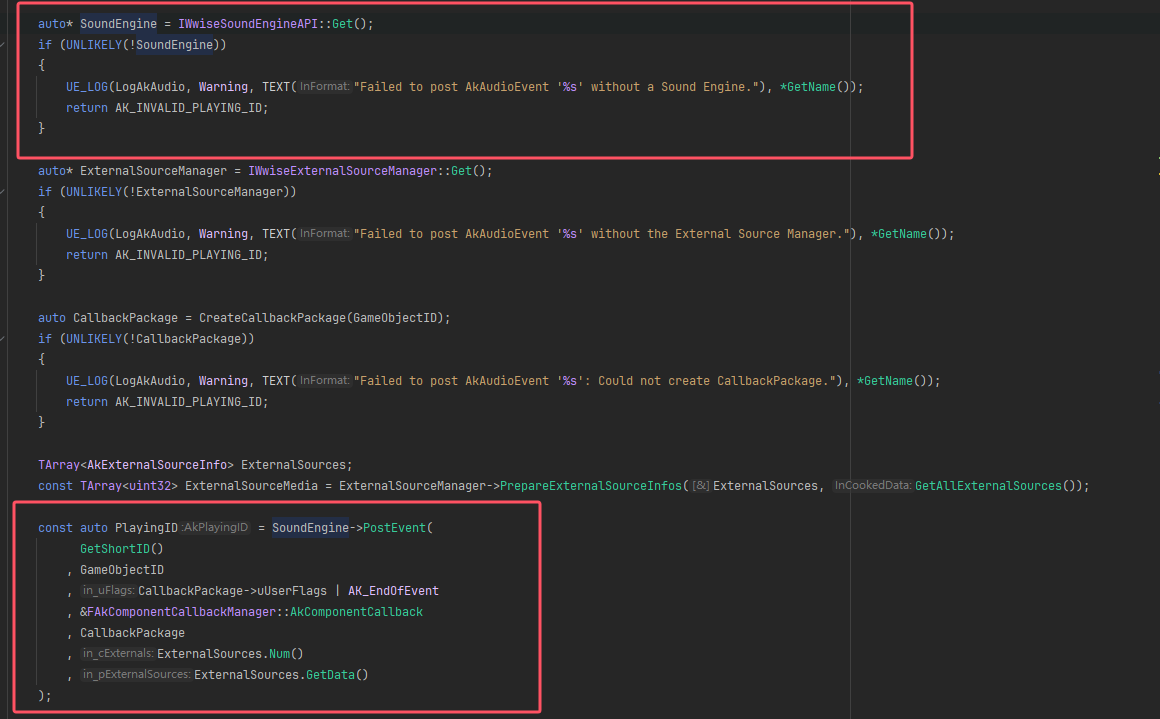 auto* SoundEngine = IWwiseSoundEngineAPI::Get();
if (UNLIKELY(!SoundEngine))
{
UE_LOG(LogAkAudio, Warning, TEXT(InFormat:"Failed to post AkAudioEvent '%s' without a Sound Engine."), *GetName());
return AK_INVALID_PLAYING_ID;
}
auto* ExternalSourceManager = IWwiseExternalSourceManager::Get();
if (UNLIKELY(!ExternalSourceManager))
{
UE_LOG(LogAkAudio, Warning, TEXT(InFormat:"Failed to post AkAudioEvent '%s' without the External Source Manager."), *GetName());
return AK_INVALID_PLAYING_ID;
}
auto CallbackPackage = CreateCallbackPackage(GameObjectID);
if (UNLIKELY(!CallbackPackage))
{
UE_LOG(LogAkAudio, Warning, TEXT(InFormat:"Failed to post AkAudioEvent '%s': Could not create CallbackPackage."), *GetName());
return AK_INVALID_PLAYING_ID;
}
TArray<AkExternalSourceInfo> ExternalSources;
const TArray<uint32> ExternalSourceMedia = ExternalSourceManager->PrepareExternalSourceInfos([&]ExternalSources, InCookedData:GetAllExternalSources());
const auto PlayingID:AkPlayingID = SoundEngine->PostEvent(
GetShortID()
, GameObjectID
, in_uFlags:CallbackPackage->uUserFlags | AK_EndOfEvent
, &FAkComponentCallbackManager::AkComponentCallback
, CallbackPackage
, in_cExternals:ExternalSources.Num()
, in_pExternalSources:ExternalSources.GetData()
);